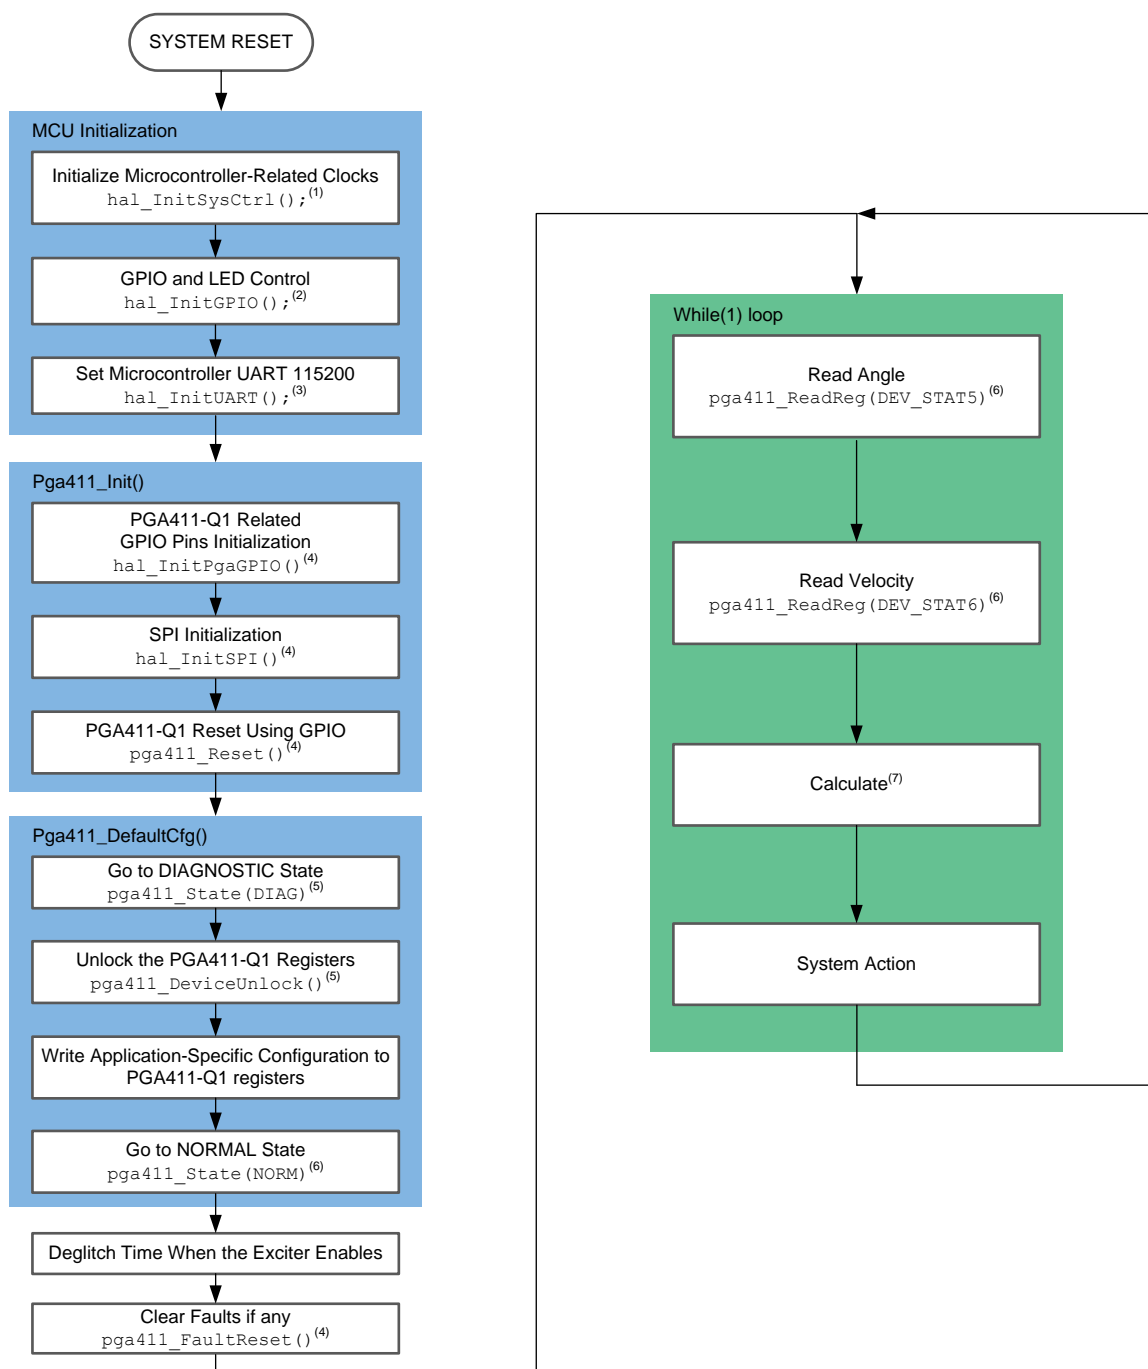 SYSTEM RESET
MCU Initialization
Initialize Microcontroller-Related Clocks
hal_InitSysCtrl();(1)
GPIO and LED Control
hal_InitGPIO();(2)
Set Microcontroller UART 115200
hal_InitUART();(3)
Pga411_Init()
PGA411-Q1 Related
GPIO Pins Initialization
hal_InitPgaGPIO()(4)
SPI Initialization
hal_InitSPI()(4)
PGA411-Q1 Reset Using GPIO
pga411_Reset()(4)
Pga411_DefaultCfg()
Go to DIAGNOSTIC State
pga411_State(DIAG)(5)
Unlock the PGA411-Q1 Registers
pga411_DeviceUnlock()(5)
Write Application-Specific Configuration to
PGA411-Q1 registers
Go to NORMAL State
pga411_State(NORM)(6)
Deglitch Time When the Exciter Enables
Clear Faults if any
pga411_FaultReset()(4)
While(1) loop
Read Angle
pga411_ReadReg(DEV_STAT5)(6)
Read Velocity
pga411_ReadReg(DEV_STAT6)(6)
Calculate(7)
System Action